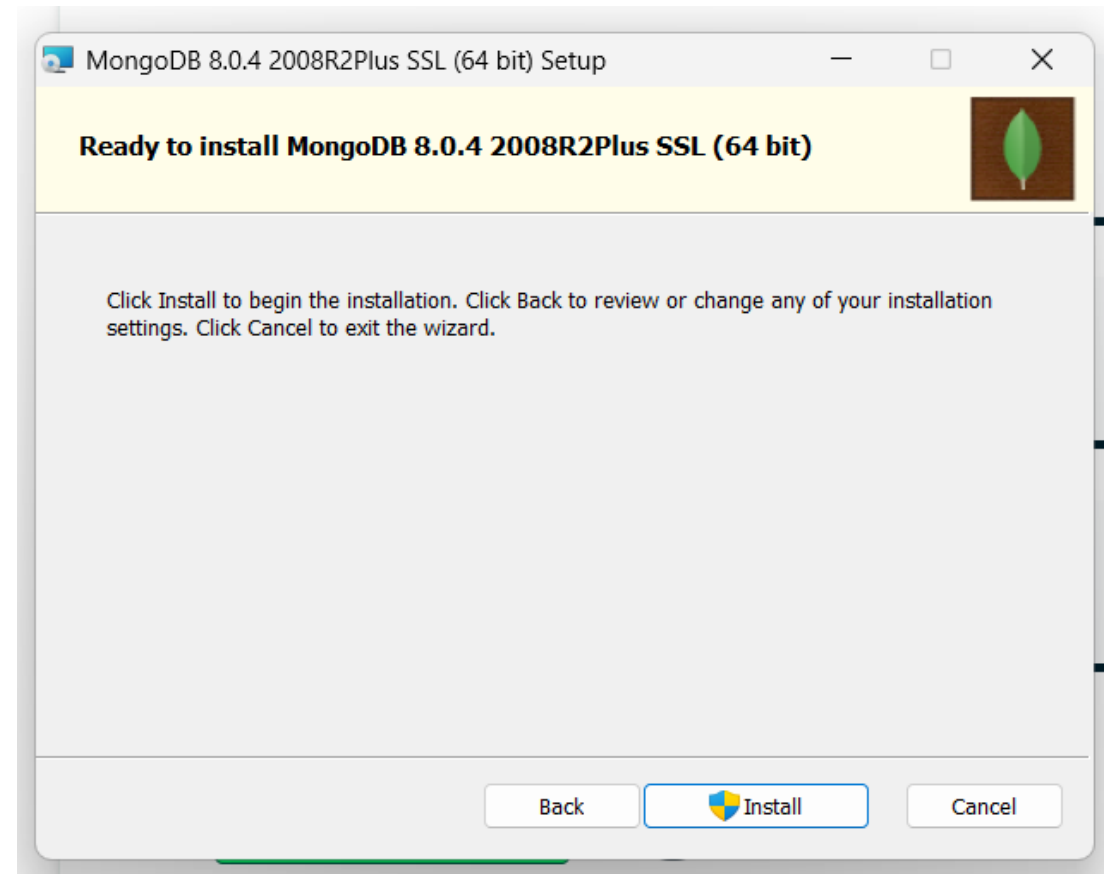 MongoDB 8.0.4 2008R2Plus SSL (64 bit) Setup
Ready to install MongoDB 8.0.4 2008R2Plus SSL (64 bit)
Click Install to begin the installation. Click Back to review or change any of your installation
settings. Click Cancel to exit the wizard.
Back Install Cancel